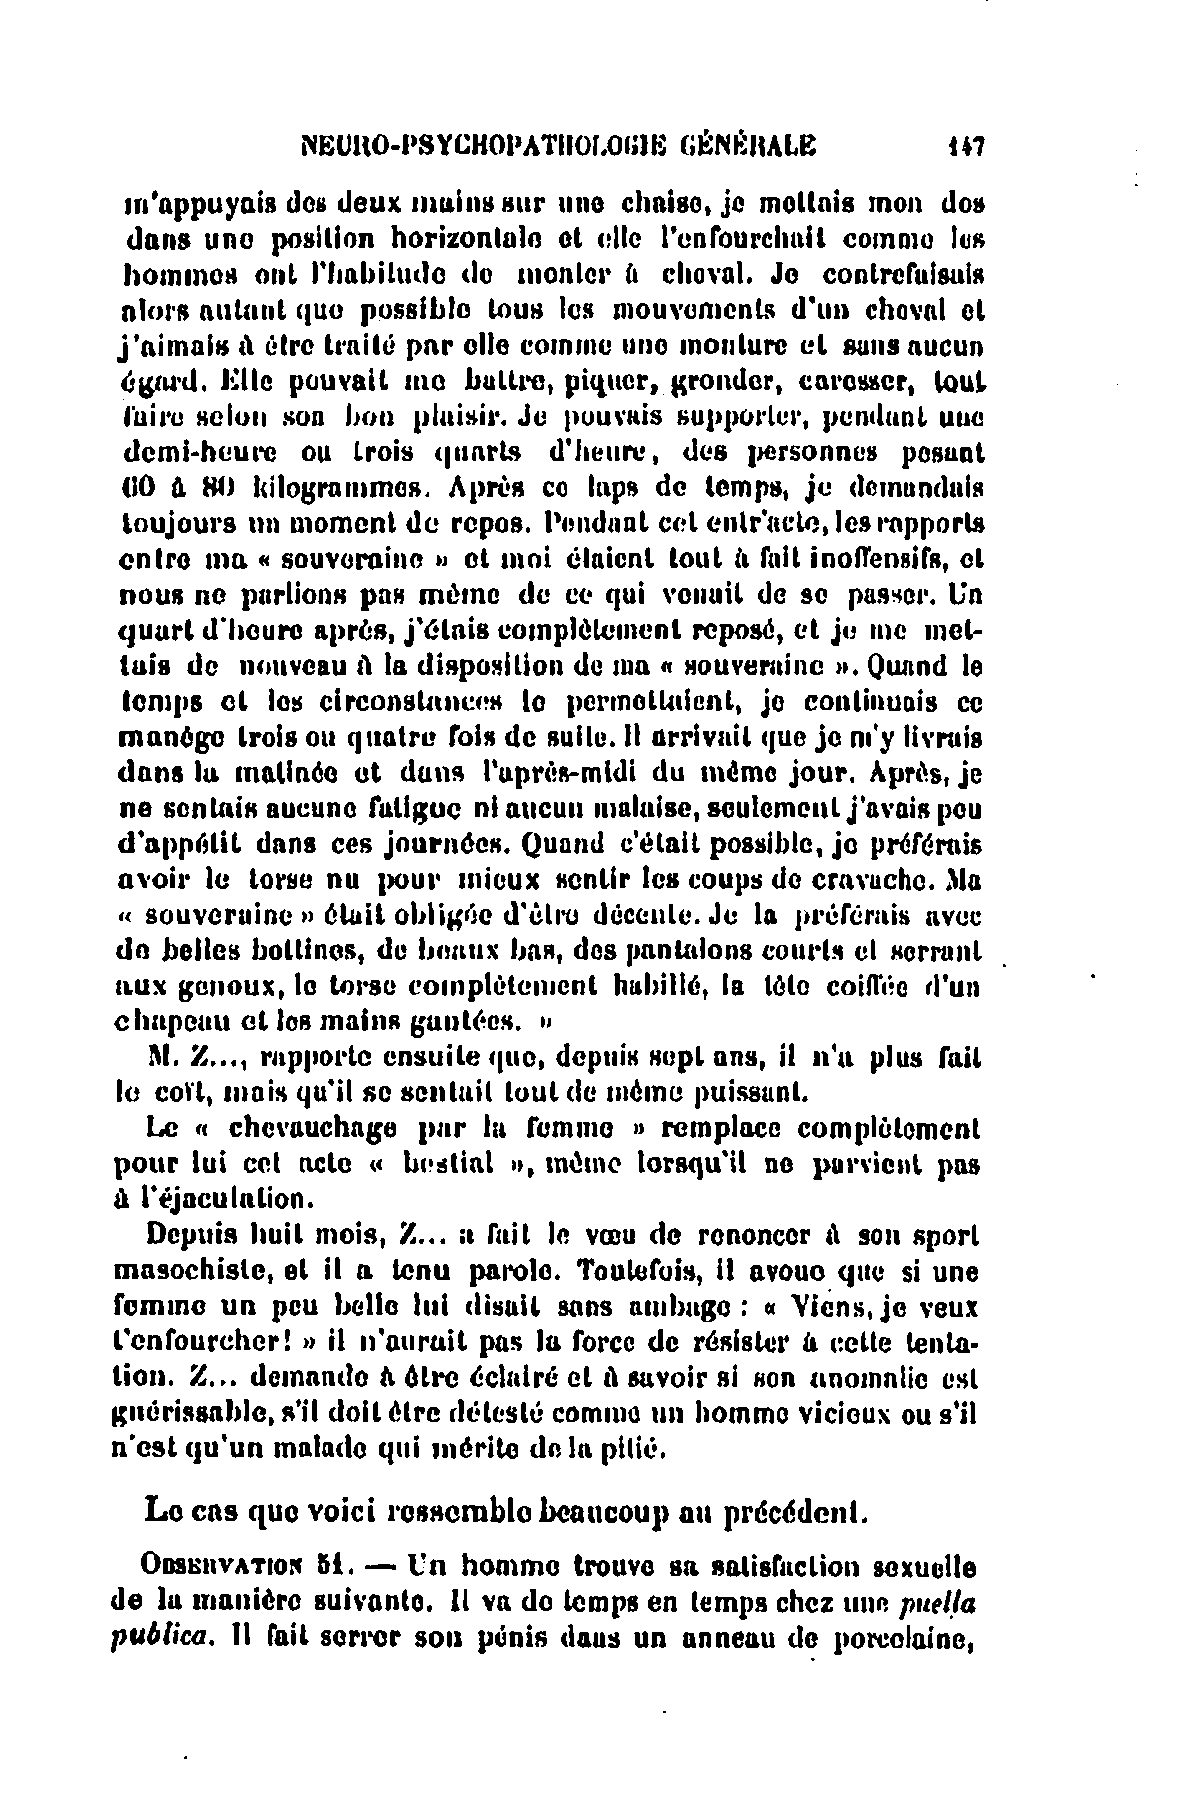 NEURO-PSYCHOPATHOLOGIE GÉNÉRALE 147
m'appuyais des deux mains sur une chaise, je mettais mon dos
dans une position horizontale et elle l'enfourchait comme les
hommes ont l'habitude de monter à cheval. Je contrefaisais
alors autant que possible tous les mouvements d'un cheval et
j'aimais à être traité par elle comme une monture et sans aucun
égard. Elle pouvait me battre, piquer, gronder, caresser, tout
faire selon son bon plaisir. Je pouvais supporter, pendant une
demi-heure ou trois quarts d'heure, des personnes pesant
60 à 80 kilogrammes. Après ce laps de temps, je demandais
toujours un moment de repos. Pendant cet entr'acte, les rapports
entre ma « souveraine » et moi étaient tout à fait inoffensifs, et
nous ne parlions pas même de ce qui venait de se passer. Un
quart d'heure après, j'étais complètement reposé, et je me met-
tais de nouveau à la disposition de ma « souveraine ». Quand le
temps et les circonstances le permettaient, je continuais ce
manège trois ou quatre fois de suite. Il arrivait que je m'y livrais
dans la matinée et dans l'après-midi du même jour. Après, je
ne sentais aucune fatigue ni aucun malaise, seulement j'avais peu
d'appétit dans ces journées. Quand c'était possible, je préférais
avoir le torse nu pour mieux sentir les coups de cravache. Ma
« souveraine » était obligée d'être décente. Je la préférais avec
de belles bottines, de beaux bas, des pantalons courts et serrant
aux genoux, le torse complètement habillé, la tête coiffée d'un
chapeau et les mains gantées. »
M. Z..., rapporte ensuite que, depuis sept ans, il n'a plus fait
le coït, mais qu'il se sentait tout de même puissant.
Le « chevauchage par la femme » remplace complètement
pour lui cet acte « bestial », même lorsqu'il ne parvient pas
à l'éjaculation.
Depuis huit mois, Z... a fait le vœu de renoncer à son sport
masochiste, et il a tenu parole. Toutefois, il avoue que si une
femme un peu belle lui disait sans ambage : « Viens, je veux
t'enfourcher! » il n'aurait pas la force de résister à cette tenta-
tion. Z... demande à être éclairé et à savoir si son anomalie est
guérissable, s'il doit être détesté comme un homme vicieux ou s'il
n'est qu'un malade qui mérite de la pitié.
Le cas que voici ressemble beaucoup au précédent.
OBSERVATION 51. — Un homme trouve sa satisfaction sexuelle
de la manière suivante. Il va de temps en temps chez une puella
publica. Il fait serrer son pénis dans un anneau de porcelaine,